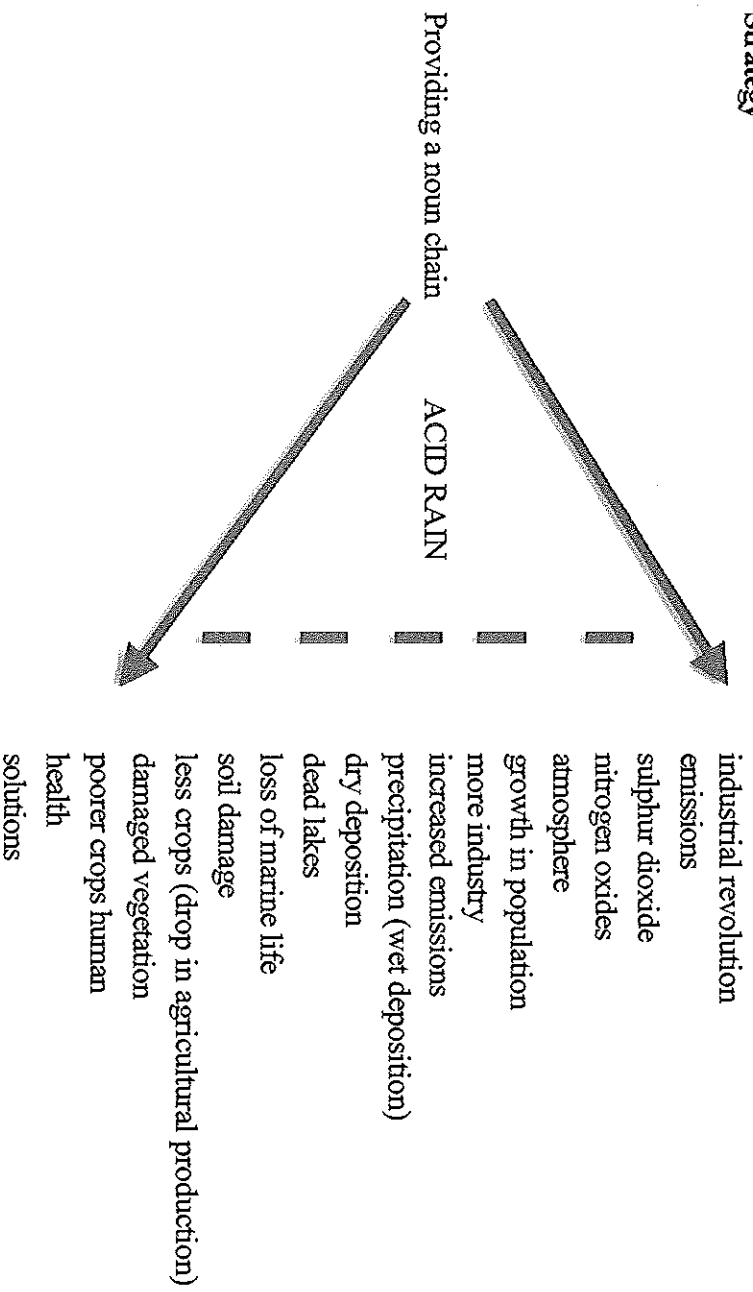 Strategy
Providing a noun chain
ACID RAIN
industrial revolution
emissions
sulphur dioxide
nitrogen oxides
atmosphere
growth in population
more industry
increased emissions
precipitation (wet deposition)
dry deposition
dead lakes
loss of marine life
soil damage
less crops (drop in agricultural production)
damaged vegetation
poorer crops human
health
solutions